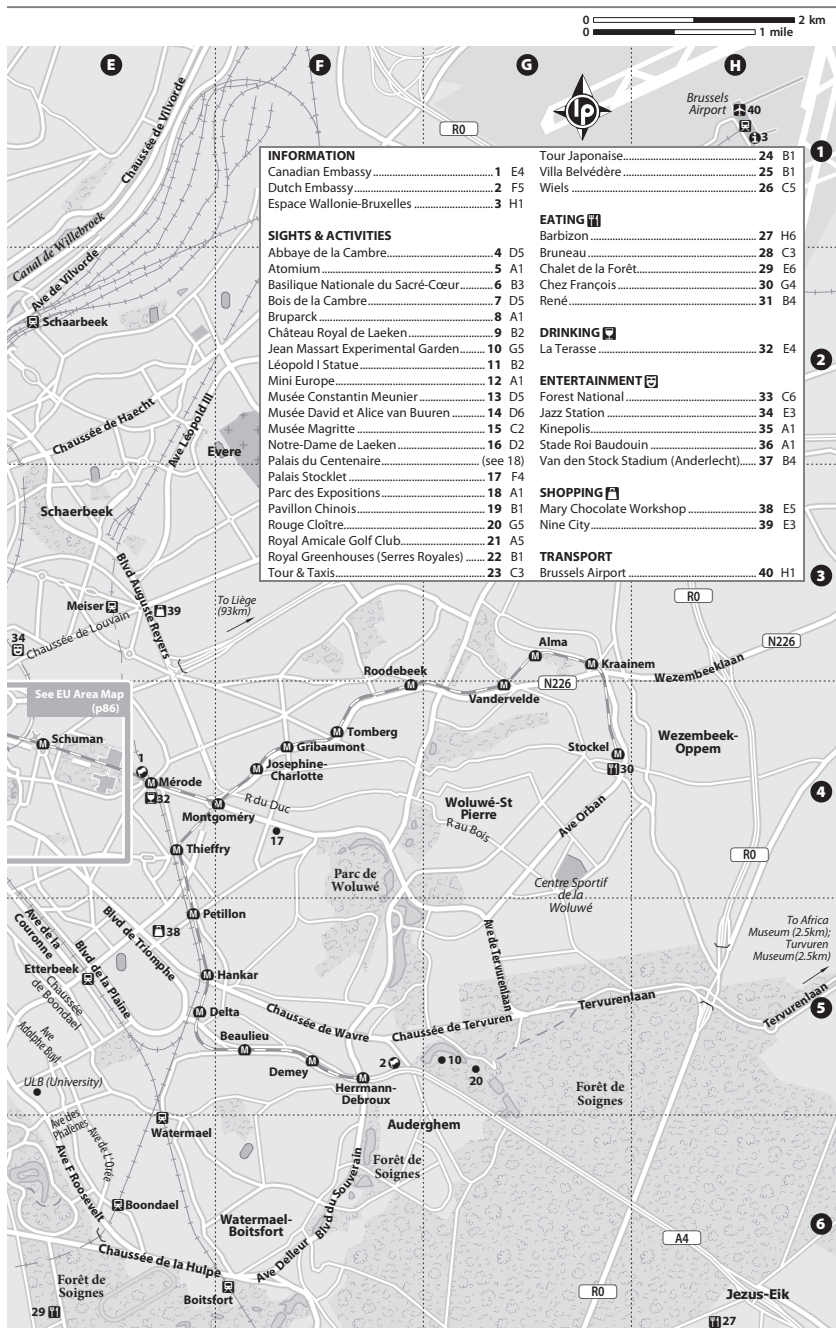 0 2 km
0 1 mile
E
F
G
H
1
2
3
4
5
6
lp
Brussels
Airport
40
3
R0
Chaussée de Vilvorde
Canal de Willebroek
Ave de Vilvorde
Schaarbeek
Chaussée de Haecht
Ave Léopold III
Evere
Schaerbeek
INFORMATION
Canadian Embassy 1 E4
Dutch Embassy 2 F5
Espace Wallonie-Bruxelles 3 H1
SIGHTS & ACTIVITIES
Abbaye de la Cambre 4 D5
Atomium 5 A1
Basilique Nationale du Sacré-Cœur 6 B3
Bois de la Cambre 7 D5
Bruparck 8 A1
Château Royal de Laeken 9 B2
Jean Massart Experimental Garden 10 G5
Léopold I Statue 11 B2
Mini Europe 12 A1
Musée Constantin Meunier 13 D5
Musée David et Alice van Buuren 14 D6
Musée Magritte 15 C2
Notre-Dame de Laeken 16 D2
Palais du Centenaire (see 18)
Palais Stocklet 17 F4
Parc des Expositions 18 A1
Pavillon Chinois 19 B1
Rouge Cloître 20 G5
Royal Amicale Golf Club 21 A5
Royal Greenhouses (Serres Royales) 22 B1
Tour & Taxis 23 C3
Tour Japonaise 24 B1
Villa Belvédère 25 B1
Wiels 26 C5
EATING
Barbizon 27 H6
Bruneau 28 C3
Chalet de la Forêt 29 E6
Chez François 30 G4
René 31 B4
DRINKING
La Terasse 32 E4
ENTERTAINMENT
Forest National 33 C6
Jazz Station 34 E3
Kinepolis 35 A1
Stade Roi Baudouin 36 A1
Van den Stock Stadium (Anderlecht) 37 B4
SHOPPING
Mary Chocolate Workshop 38 E5
Nine City 39 E3
TRANSPORT
Brussels Airport 40 H1
Blvd Auguste Reyers
Meiser
39
To Liège
(93km)
34
Chaussée de Louvain
R0
N226
Alma
Kraainem
Wezembeeklaan
Roodebeek
Vandervelde
N226
See EU Area Map
(p86)
Schuman
1
Mérode
32
Tomberg
Gribaumont
Josephine-
Charlotte
Montgoméry
R du Duc
17
Thieffry
Stockel
30
Wezembeek-
Oppem
Woluwé-St
Pierre
R au Bois
Ave Orban
Parc de
Woluwé
Centre Sportif
de la
Woluwé
R0
Ave de la
Couronne
Blvd de Triomphe
Petillon
38
Etterbeek
Blvd de la Plaine
Hankar
Chaussée
de Boondael
Delta
Ave
Adolphe Buyl
Beaulieu
Demey
Chaussée de Wavre
Chaussée de Tervuren
Ave de Tervurenlaan
Tervurenlaan
Tervurenlaan
To Africa
Museum (2.5km);
Turvuren
Museum(2.5km)
2
Herrmann-
Debroux
10
20
Forêt de
Soignes
ULB (University)
Ave des
Phalènes
Ave de L'Orée
Ave F Roosevelt
Watermael
Auderghem
Forêt de
Soignes
Boondael
Watermael-
Boitsfort
Blvd du Souverain
Ave Delleur
Chaussée de la Hulpe
Boitsfort
Forêt de
Soignes
29
A4
R0
Jezus-Eik
27